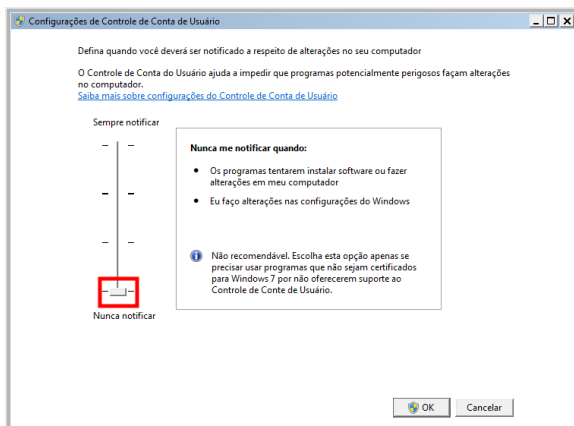 Configurações de Controle de Conta de Usuário
Defina quando você deverá ser notificado a respeito de alterações no seu computador
O Controle de Conta do Usuário ajuda a impedir que programas potencialmente perigosos façam alterações
no computador.
Saiba mais sobre configurações do Controle de Conta de Usuário
Sempre notificar
Nunca me notificar quando:
Os programas tentarem instalar software ou fazer
alterações em meu computador
Eu faço alterações nas configurações do Windows
Não recomendável. Escolha esta opção apenas se
precisar usar programas que não sejam certificados
para Windows 7 por não oferecerem suporte ao
Controle de Conte de Usuário.
Nunca notificar
OK
Cancelar